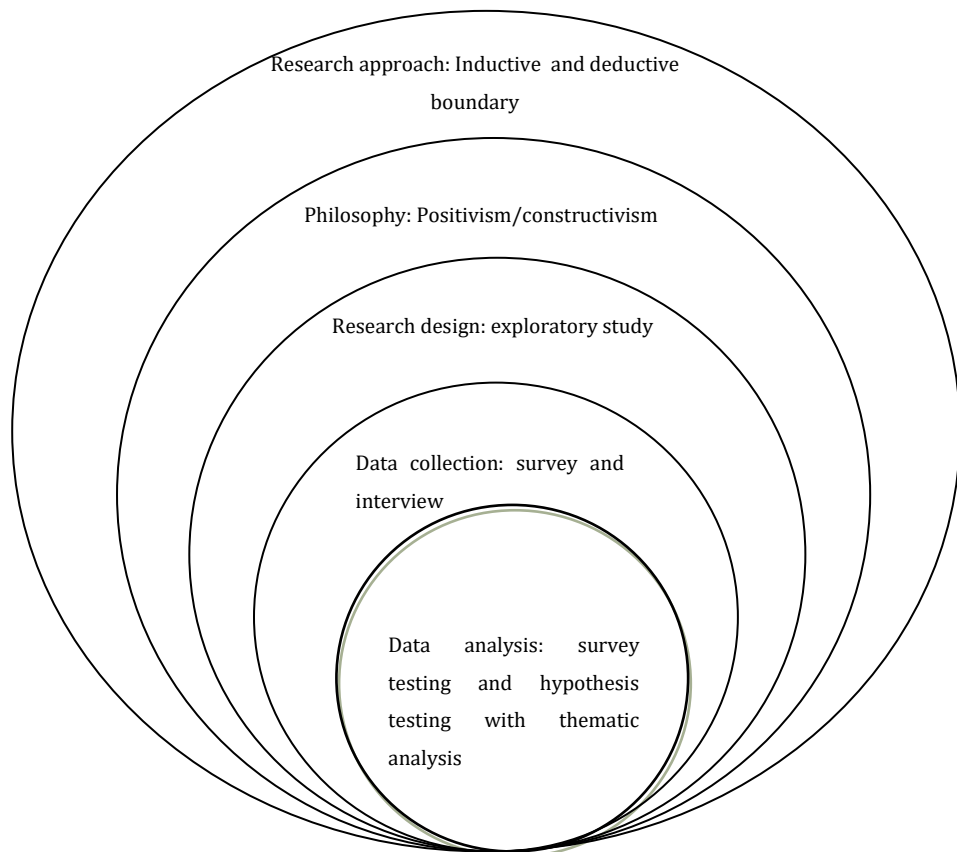 Research approach: Inductive and deductive
boundary
Philosophy: Positivism/constructivism
Research design: exploratory study
Data collection: survey and
interview
Data analysis: survey
testing and hypothesis
testing with thematic
analysis